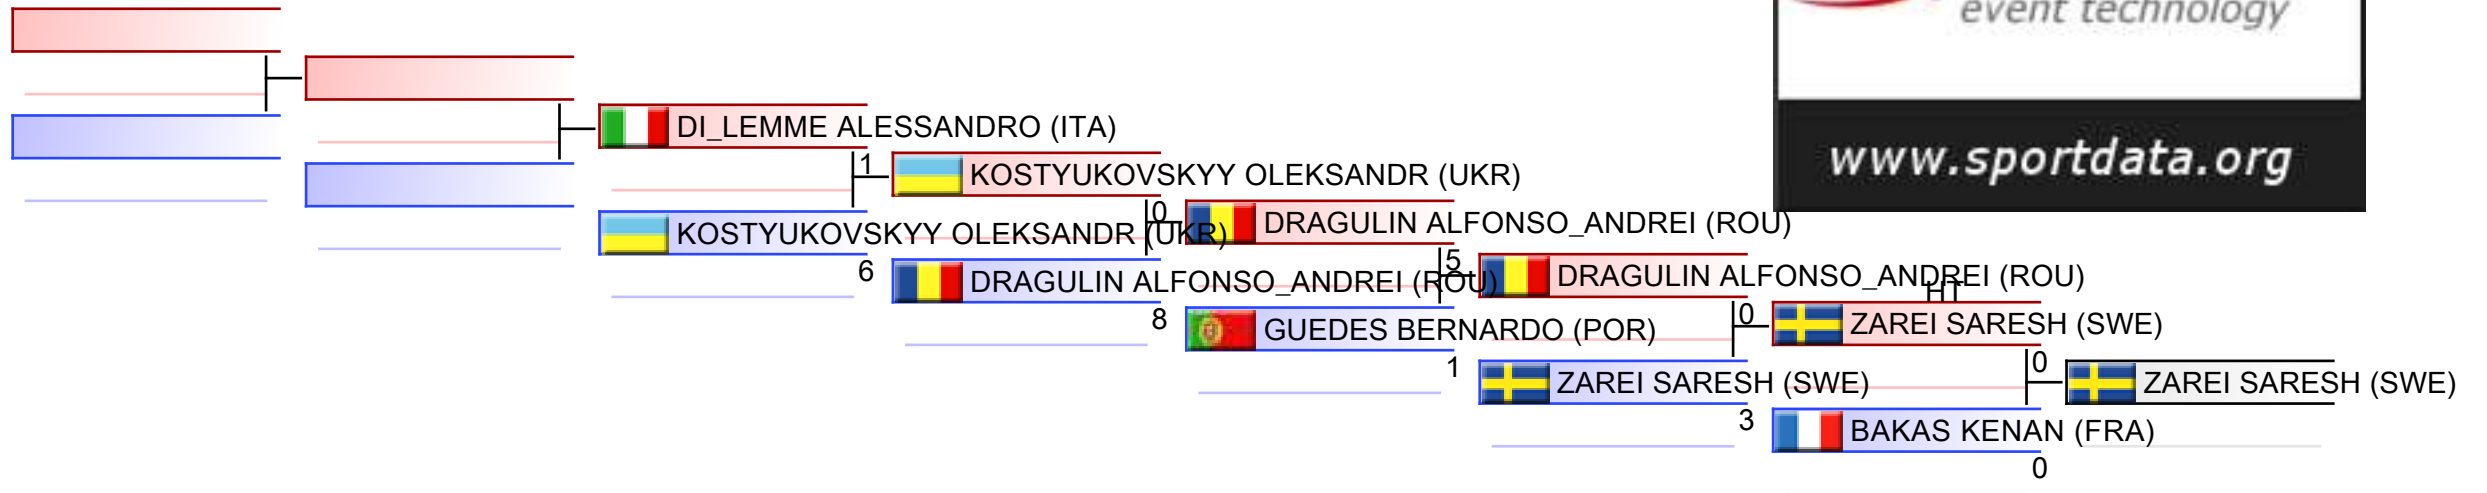 event technology
www.sportdata.org
DI_LEMME ALESSANDRO (ITA)
1
KOSTYUKOVSKYY OLEKSANDR (UKR)
6
KOSTYUKOVSKYY OLEKSANDR (UKR)
0
DRAGULIN ALFONSO_ANDREI (ROU)
8
DRAGULIN ALFONSO_ANDREI (ROU)
5
GUEDES BERNARDO (POR)
1
DRAGULIN ALFONSO_ANDREI (ROU)
0
ZAREI SARESH (SWE)
3
HT
ZAREI SARESH (SWE)
0
BAKAS KENAN (FRA)
0
ZAREI SARESH (SWE)